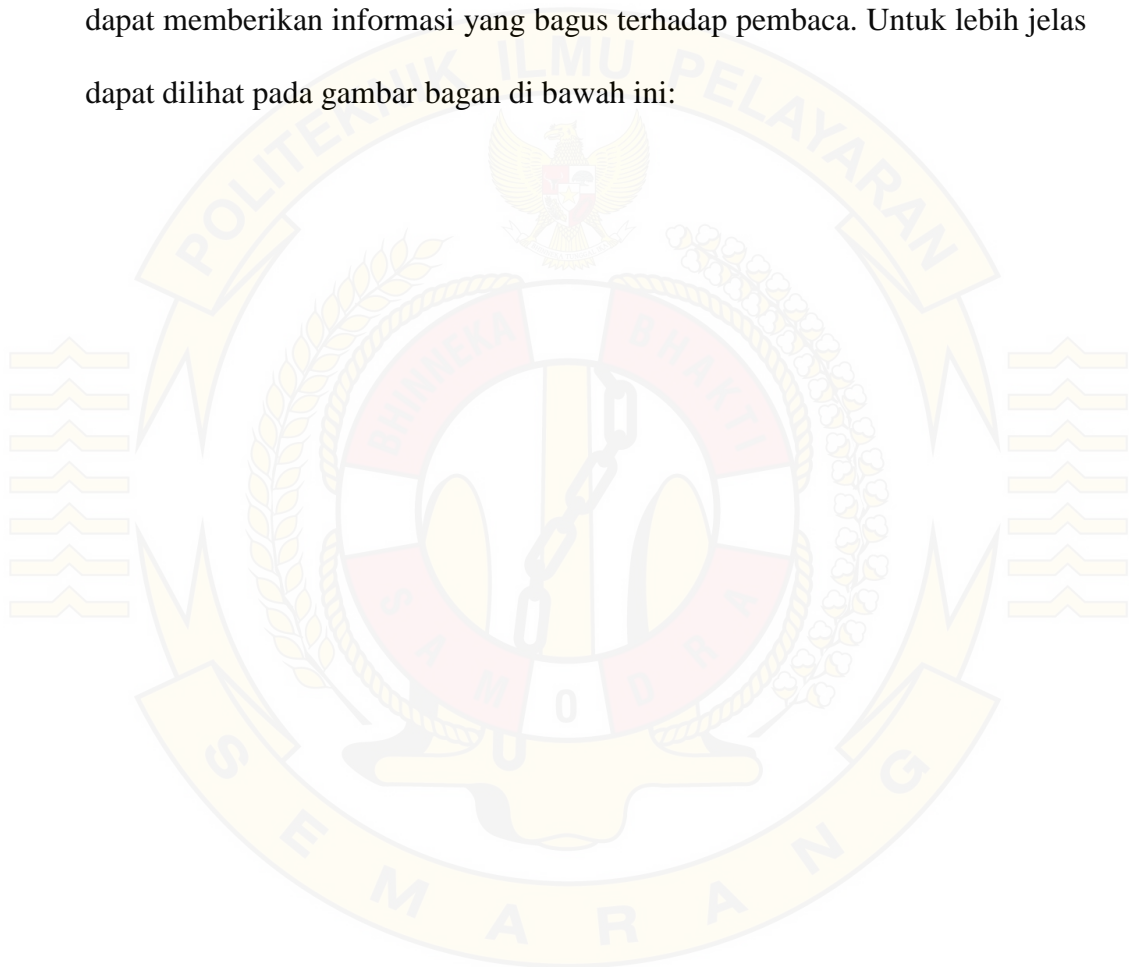 dapat memberikan informasi yang bagus terhadap pembaca. Untuk lebih jelas
dapat dilihat pada gambar bagan di bawah ini:
POLITEKNIK ILMU PELAYARAN
BHINNEKA BHAKTI
SAMODRA
SEMARANG